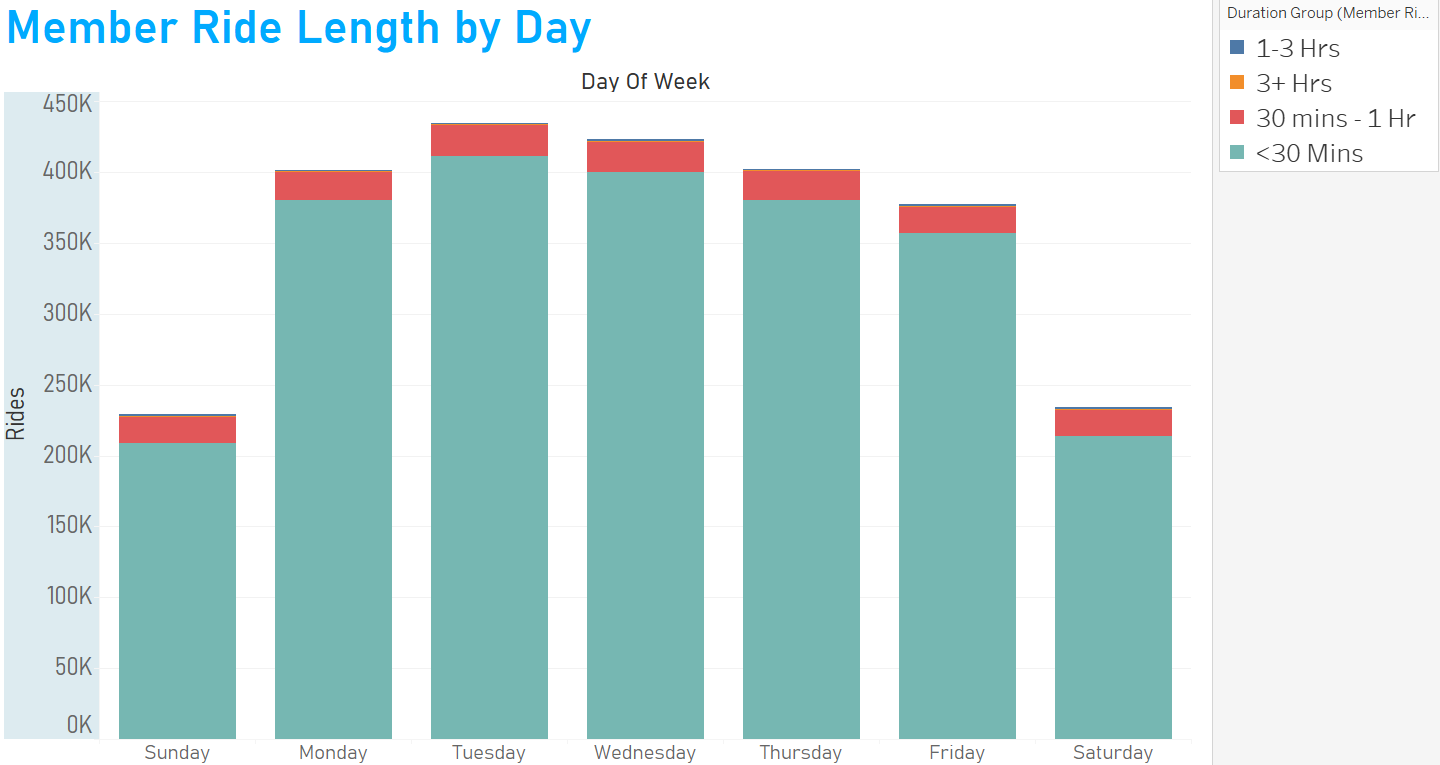 Member Ride Length by Day
Day Of Week
450K
400K
350K
300K
250K
200K
150K
100K
50K
0K
Rides
Sunday
Monday
Tuesday
Wednesday
Thursday
Friday
Saturday
Duration Group (Member Ri...
1-3 Hrs
3+ Hrs
30 mins - 1 Hr
<30 Mins